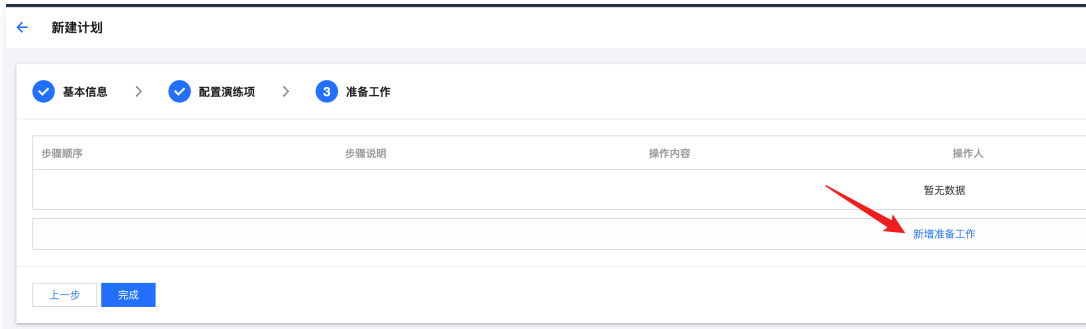 新建计划
基本信息 配置演练项 3 准备工作
步骤顺序 步骤说明 操作内容 操作人
暂无数据
新增准备工作
上一步 完成